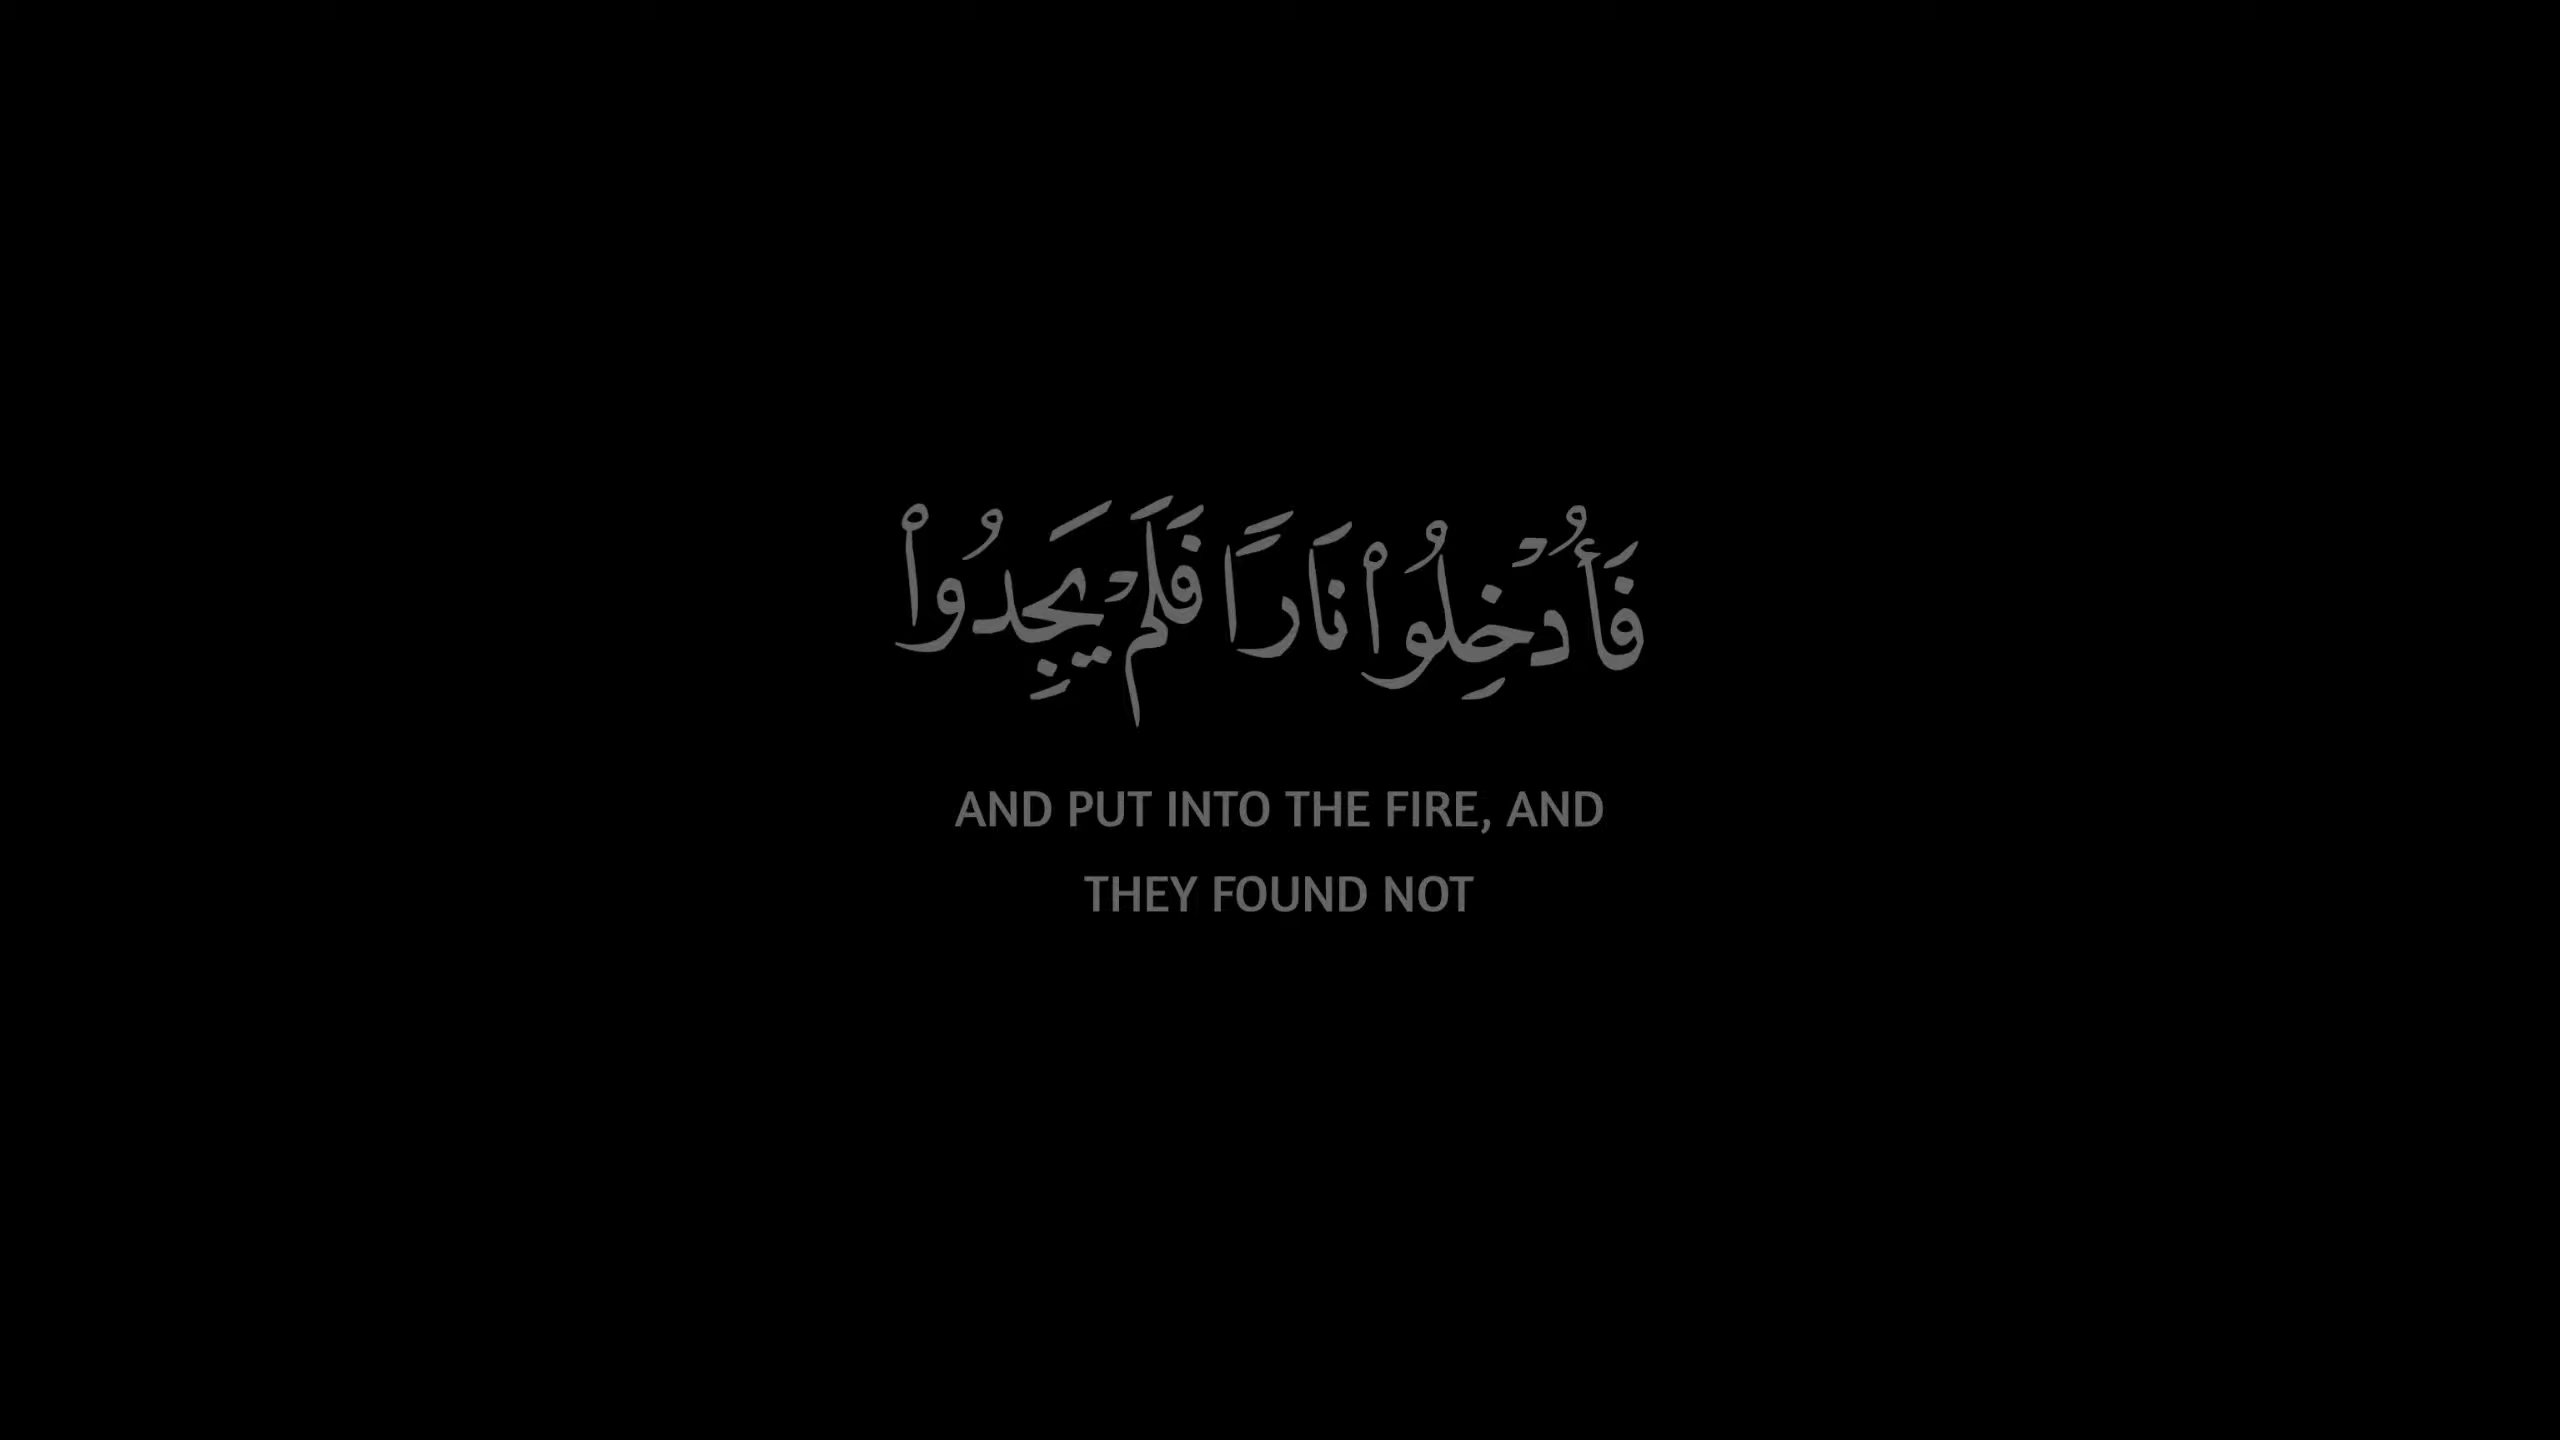 فَأُدْخِلُوا۟ نَارًا فَلَمْ يَجِدُوا۟
AND PUT INTO THE FIRE, AND
THEY FOUND NOT